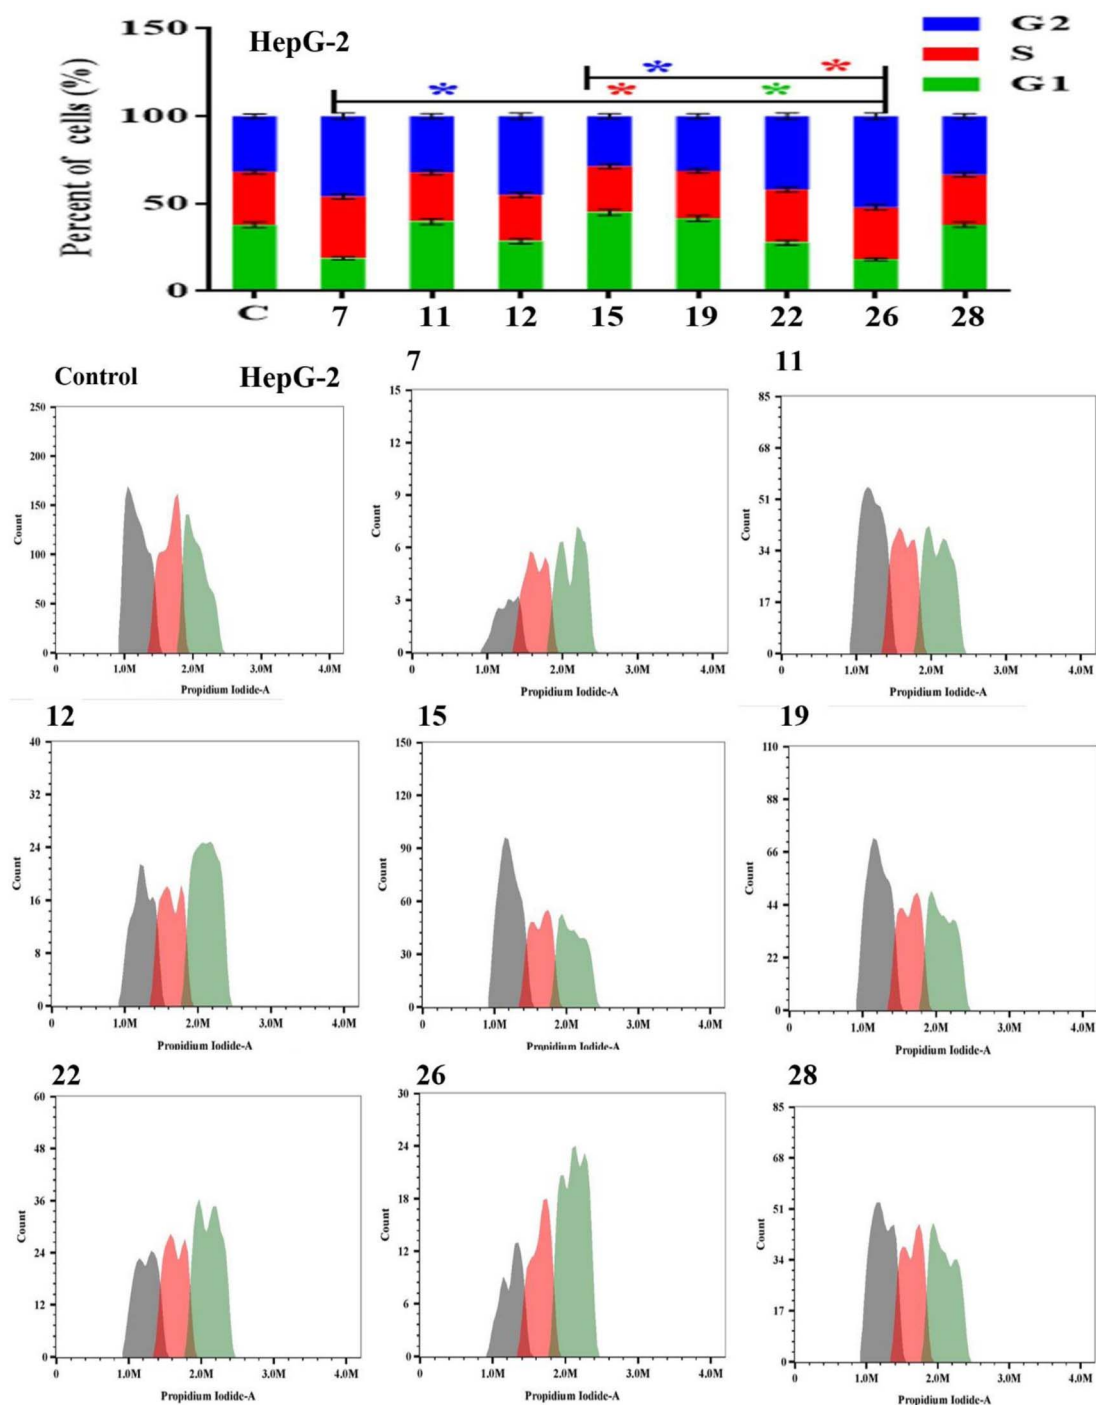 150
HepG-2
G2
S
G1
* *
* * *
100
50
0
Percent of cells (%)
C 7 11 12 15 19 22 26 28
Control HepG-2
250
200
150
100
50
0
Count
0 1.0M 2.0M 3.0M 4.0M
Propidium Iodide-A
7
15
12
9
6
3
0
Count
0 1.0M 2.0M 3.0M 4.0M
Propidium Iodide-A
11
85
68
51
34
17
0
Count
0 1.0M 2.0M 3.0M 4.0M
Propidium Iodide-A
12
40
32
24
16
8
0
Count
0 1.0M 2.0M 3.0M 4.0M
Propidium Iodide-A
15
150
120
90
60
30
0
Count
0 1.0M 2.0M 3.0M 4.0M
Propidium Iodide-A
19
110
88
66
44
22
0
Count
0 1.0M 2.0M 3.0M 4.0M
Propidium Iodide-A
22
60
48
36
24
12
0
Count
0 1.0M 2.0M 3.0M 4.0M
Propidium Iodide-A
26
30
24
18
12
6
0
Count
0 1.0M 2.0M 3.0M 4.0M
Propidium Iodide-A
28
85
68
51
34
17
0
Count
0 1.0M 2.0M 3.0M 4.0M
Propidium Iodide-A